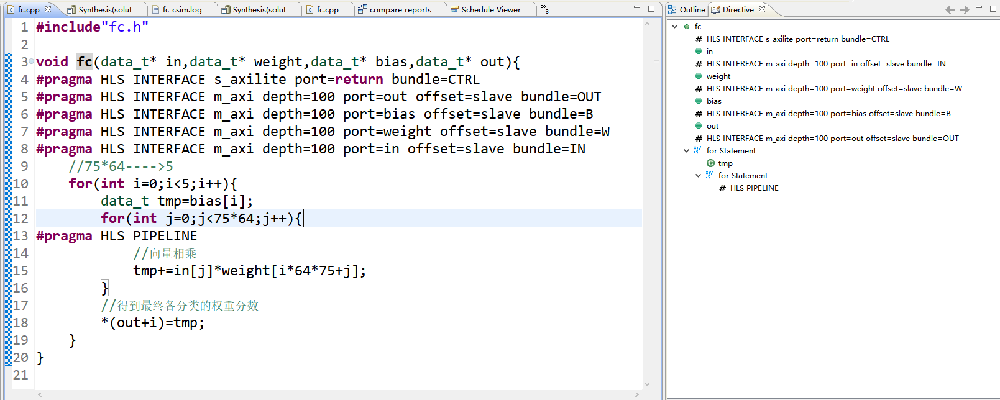 fc.cpp Synthesis(solut fc_csim.log Synthesis(solut fc.cpp compare reports Schedule Viewer »3
1 #include"fc.h"
2
3 void fc(data_t* in,data_t* weight,data_t* bias,data_t* out){
4 #pragma HLS INTERFACE s_axilite port=return bundle=CTRL
5 #pragma HLS INTERFACE m_axi depth=100 port=out offset=slave bundle=OUT
6 #pragma HLS INTERFACE m_axi depth=100 port=bias offset=slave bundle=B
7 #pragma HLS INTERFACE m_axi depth=100 port=weight offset=slave bundle=W
8 #pragma HLS INTERFACE m_axi depth=100 port=in offset=slave bundle=IN
9 //75*64---->5
10 for(int i=0;i<5;i++){
11 data_t tmp=bias[i];
12 for(int j=0;j<75*64;j++){
13 #pragma HLS PIPELINE
14 //向量相乘
15 tmp+=in[j]*weight[i*64*75+j];
16 }
17 //得到最终各分类的权重分数
18 *(out+i)=tmp;
19 }
20 }
21
Outline Directive
fc
# HLS INTERFACE s_axilite port=return bundle=CTRL
in
# HLS INTERFACE m_axi depth=100 port=in offset=slave bundle=IN
weight
# HLS INTERFACE m_axi depth=100 port=weight offset=slave bundle=W
bias
# HLS INTERFACE m_axi depth=100 port=bias offset=slave bundle=B
out
# HLS INTERFACE m_axi depth=100 port=out offset=slave bundle=OUT
for Statement
tmp
for Statement
# HLS PIPELINE